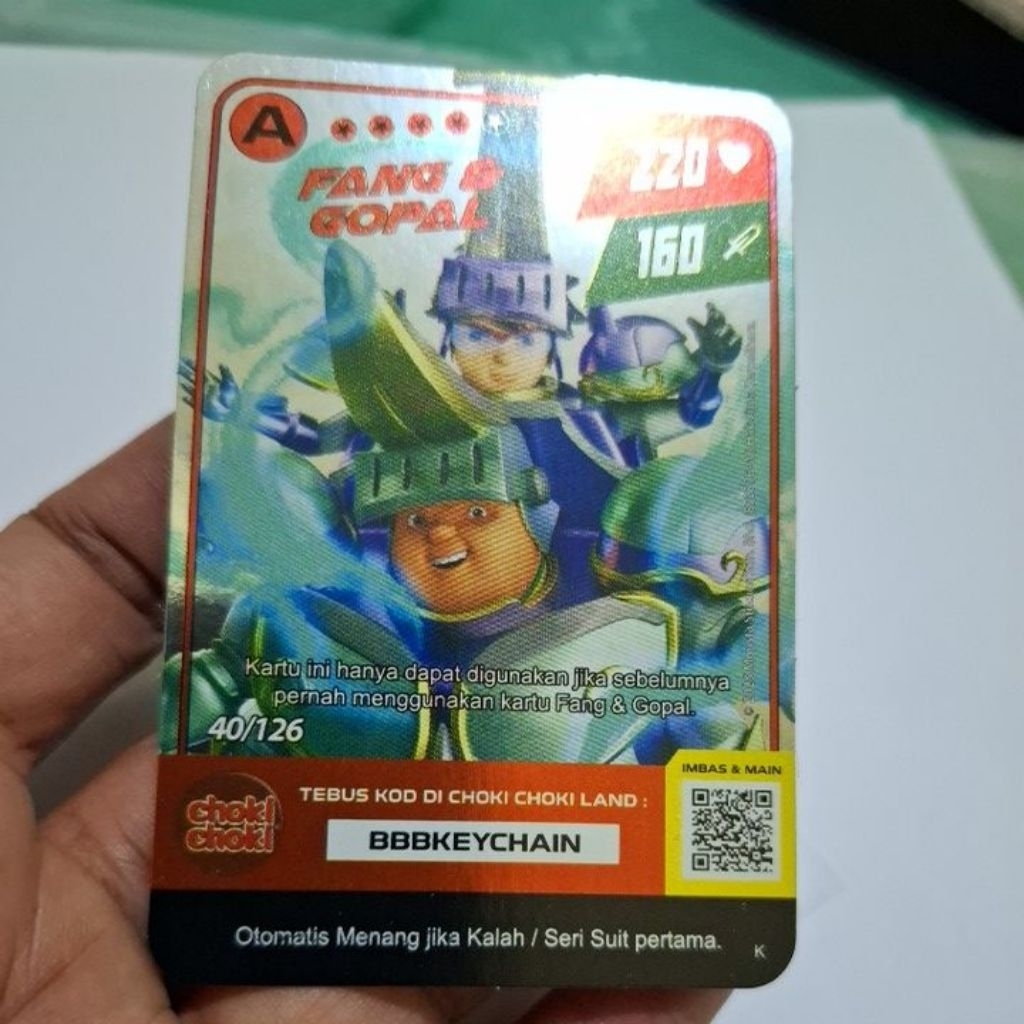 A
FANG &
GOPAL
220
160
Kartu ini hanya dapat digunakan jika sebelumnya
pernah menggunakan kartu Fang & Gopal.
40/126
IMBAS & MAIN
choki
choki
TEBUS KOD DI CHOKI CHOKI LAND :
BBBKEYCHAIN
Otomatis Menang jika Kalah / Seri Suit pertama.
K